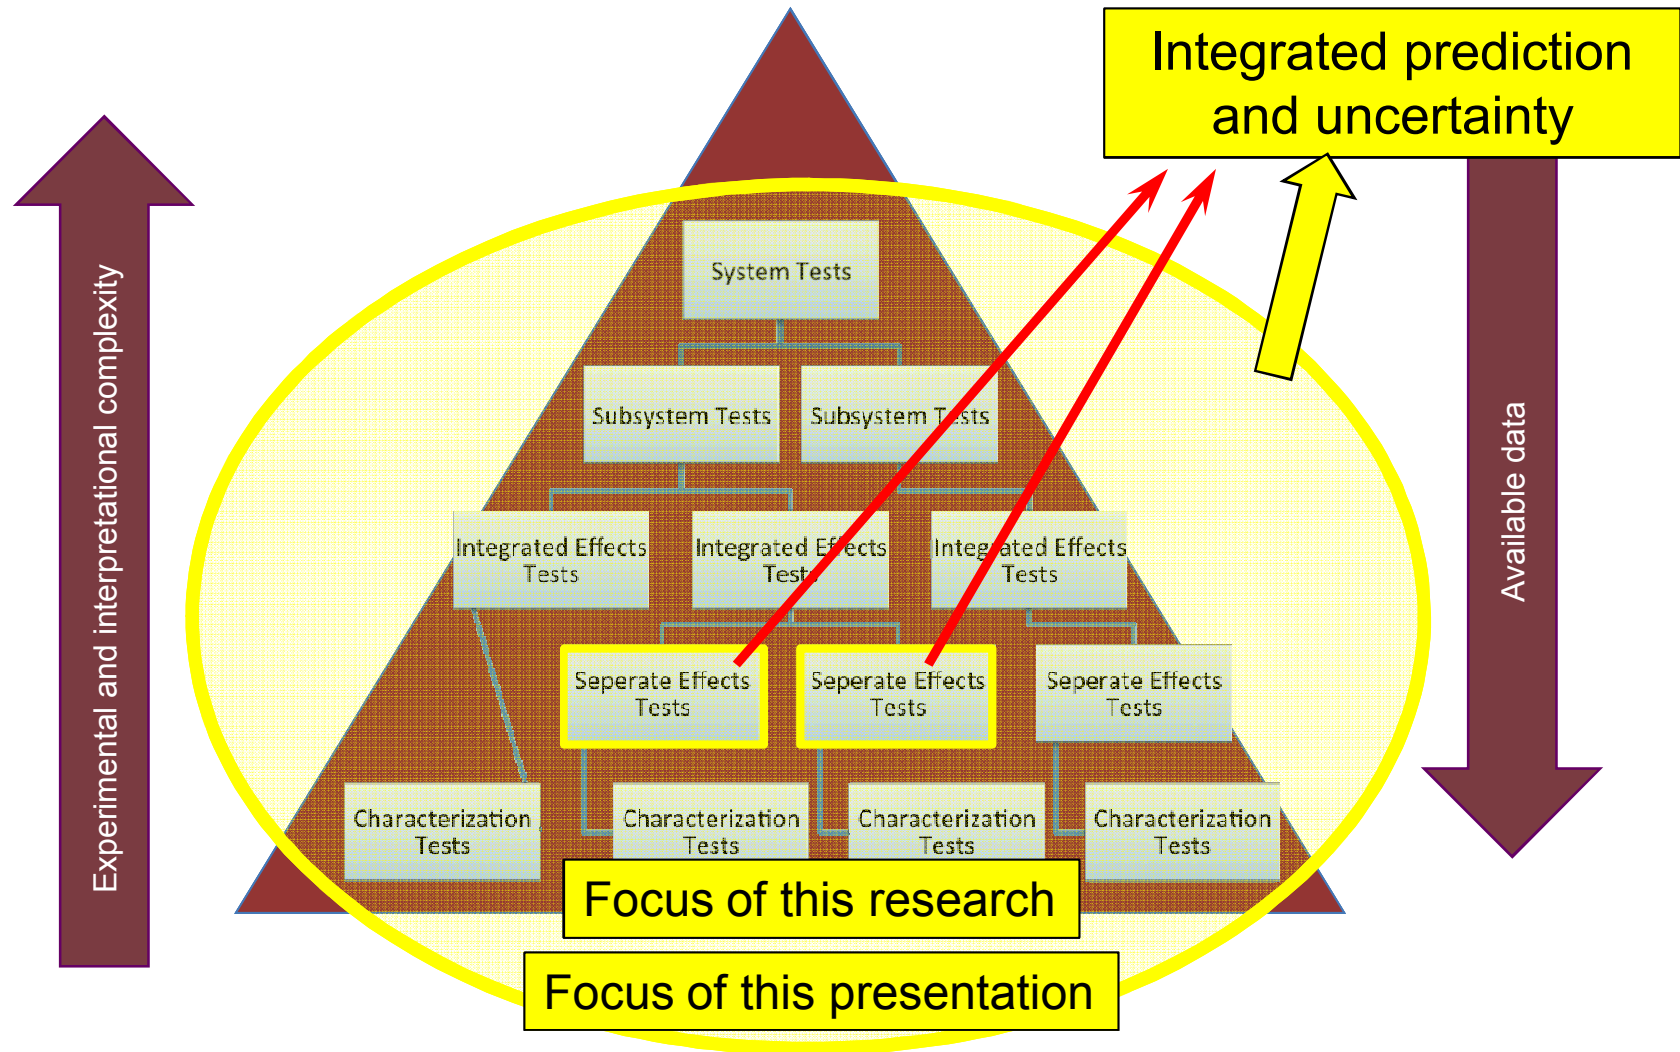 Integrated prediction
and uncertainty
Experimental and interpretational complexity
Available data
System Tests
Subsystem Tests
Subsystem Tests
Integrated Effects
Tests
Integrated Effects
Tests
Integrated Effects
Tests
Seperate Effects
Tests
Seperate Effects
Tests
Seperate Effects
Tests
Characterization
Tests
Characterization
Tests
Characterization
Tests
Characterization
Tests
Focus of this research
Focus of this presentation